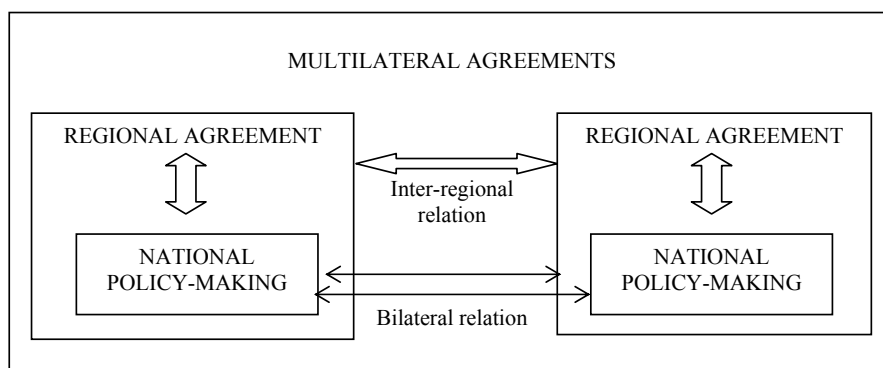 MULTILATERAL AGREEMENTS
REGIONAL AGREEMENT
REGIONAL AGREEMENT
Inter-regional
relation
NATIONAL
POLICY-MAKING
NATIONAL
POLICY-MAKING
Bilateral relation